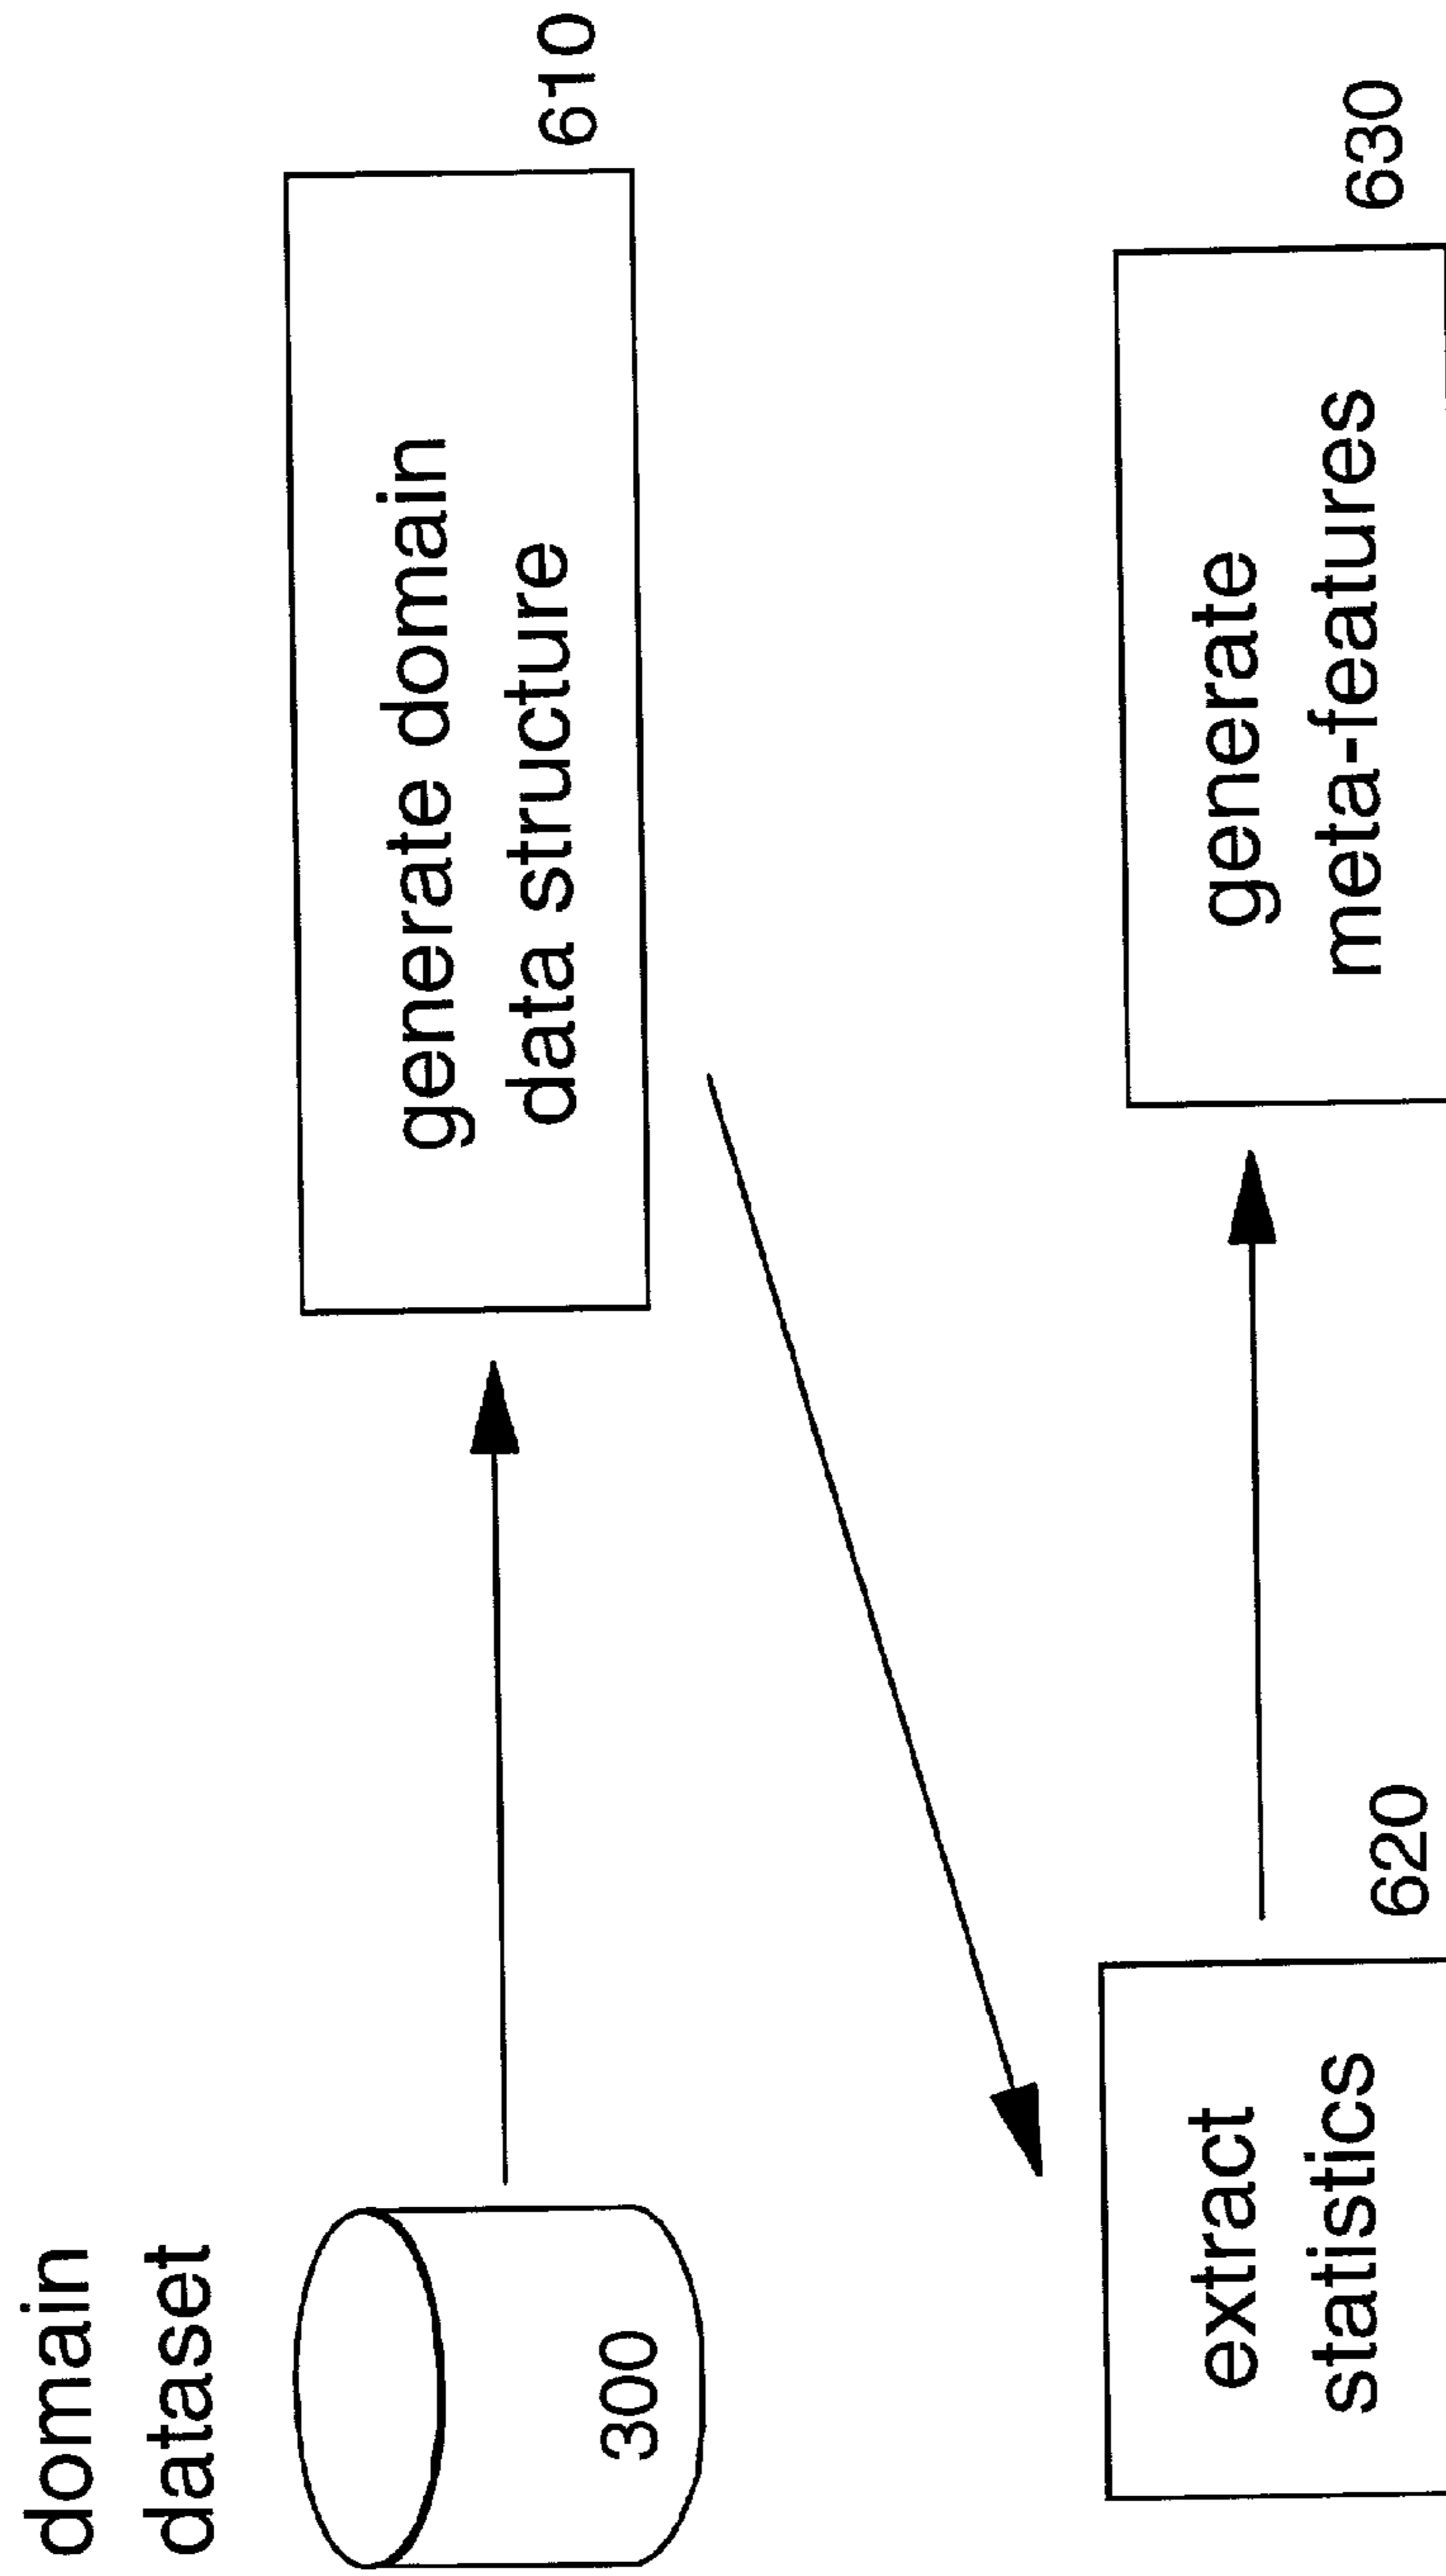 domain
dataset
300
generate domain
data structure
610
extract
statistics
620
generate
meta-features
630